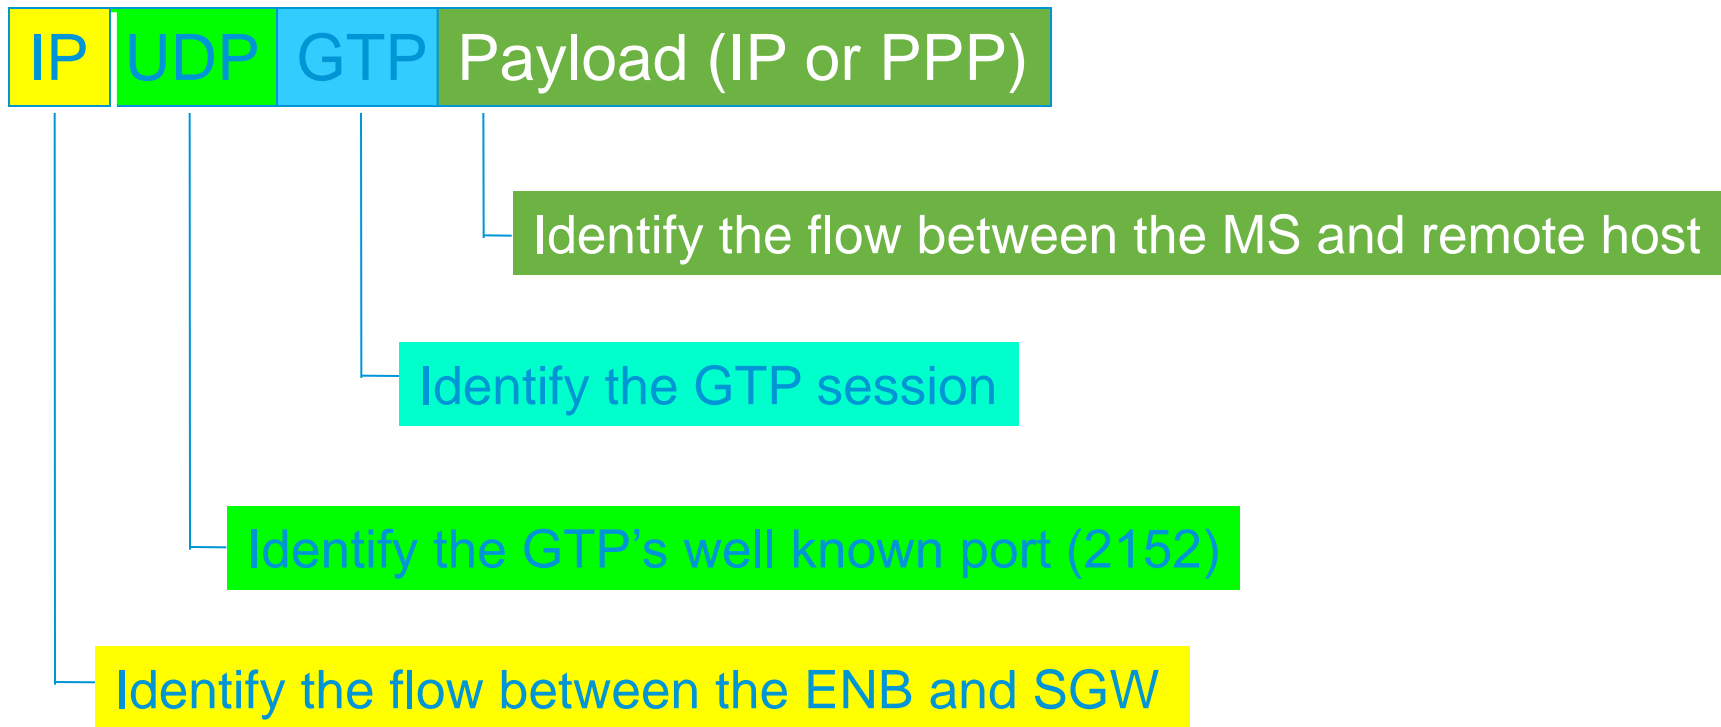 IP UDP GTP Payload (IP or PPP)
Identify the flow between the MS and remote host
Identify the GTP session
Identify the GTP’s well known port (2152)
Identify the flow between the ENB and SGW